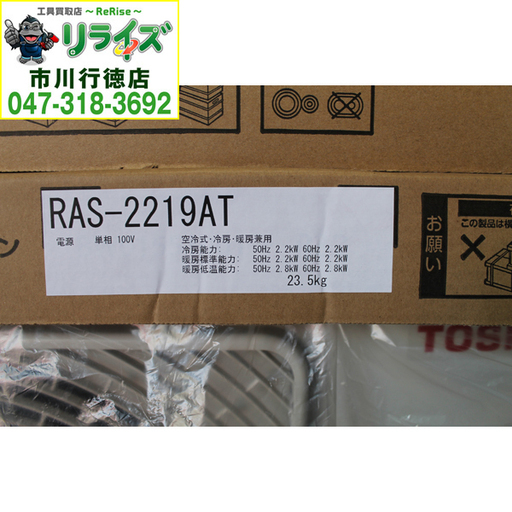 工具買取店 ～ReRise～
リライズ
市川行徳店
047-318-3692
RAS-2219AT
電源 単相 100V 空冷式・冷房・暖房兼用
冷房能力: 50Hz 2.2kW 60Hz 2.2kW
暖房標準能力: 50Hz 2.2kW 60Hz 2.2kW
暖房低温能力: 50Hz 2.8kW 60Hz 2.8kW
23.5kg
ン
お願い
この製品は横
TOS